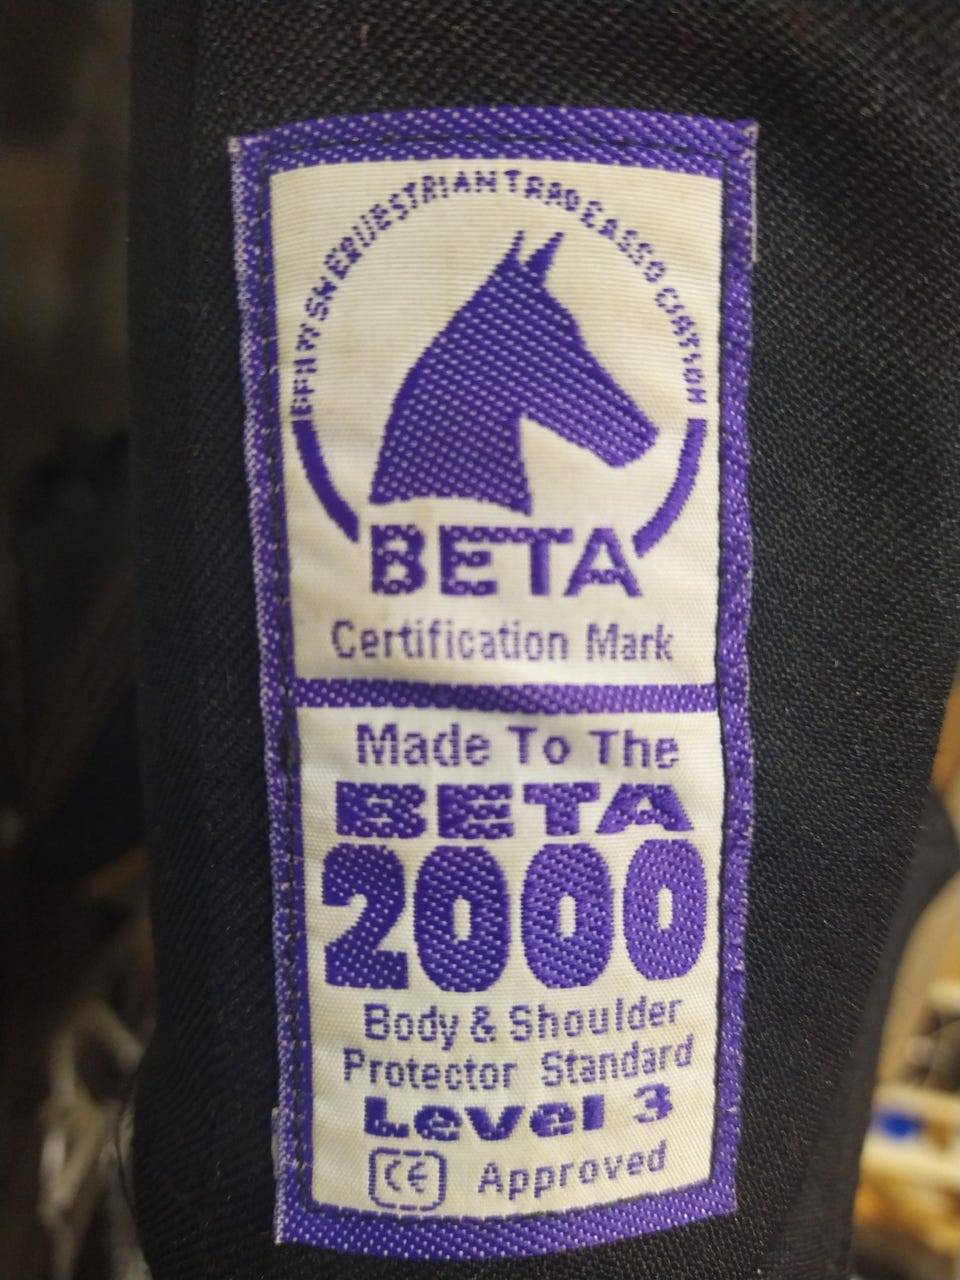 BRITISH EQUESTRIAN TRADE ASSOCIATION
BETA
Certification Mark
Made To The
BETA
2000
Body & Shoulder
Protector Standard
Level 3
CE Approved